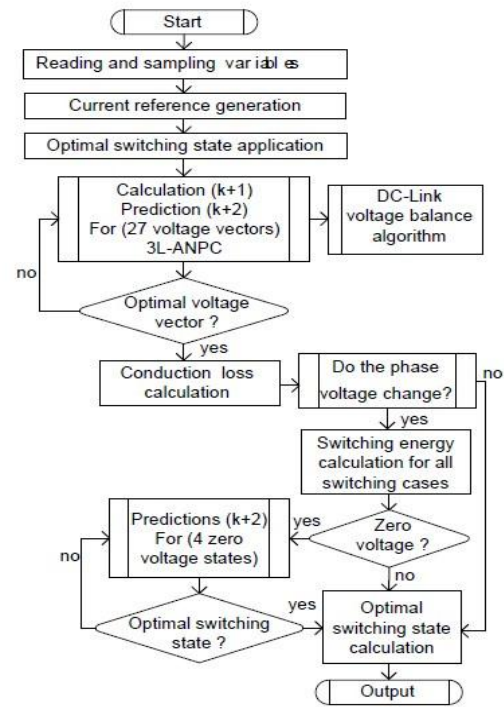 Start
Reading and sampling variables
Current reference generation
Optimal switching state application
Calculation (k+1)
Prediction (k+2)
For (27 voltage vectors)
3L-ANPC
DC-Link
voltage balance
algorithm
no
Optimal voltage
vector ?
yes
Conduction loss
calculation
Do the phase
voltage change?
no
yes
Switching energy
calculation for all
switching cases
Predictions (k+2)
For (4 zero
voltage states)
yes
Zero
voltage ?
no
no
Optimal switching
state ?
yes
Optimal
switching state
calculation
Output